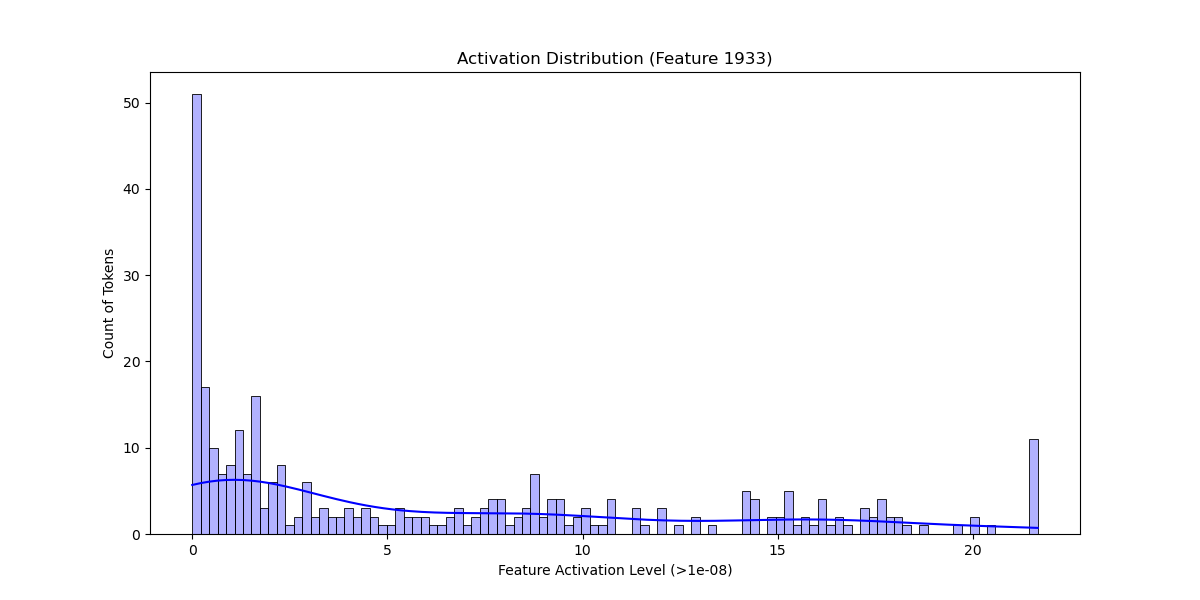 Activation Distribution (Feature 1933)
50
40
30
20
10
0
Count of Tokens
0 5 10 15 20
Feature Activation Level (>1e-08)